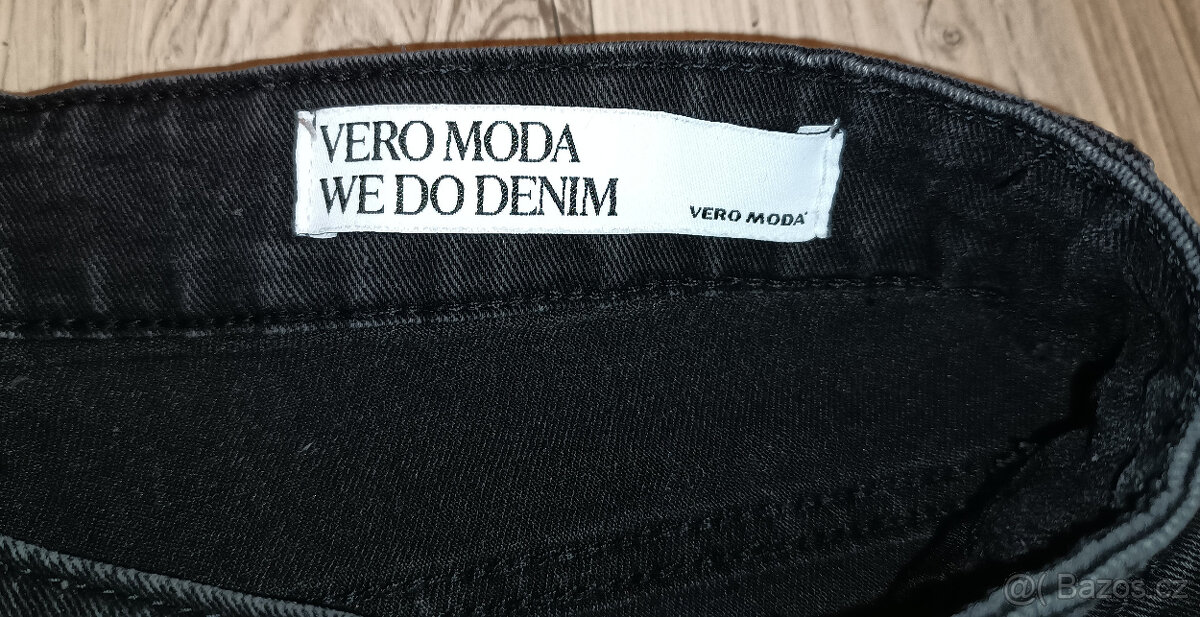 VERO MODA
WE DO DENIM
VERO MODA
@( Bazos.cz